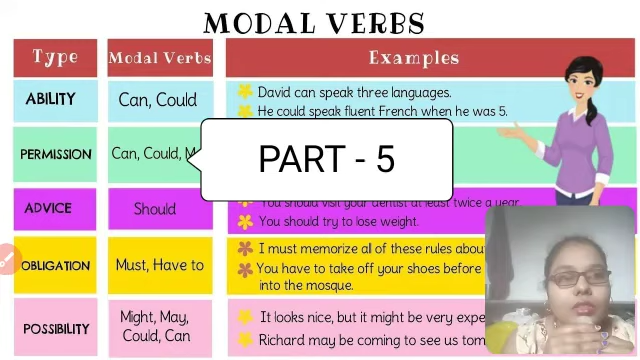 MODAL VERBS
Type Modal Verbs Examples
ABILITY Can, Could David can speak three languages.
He could speak fluent French when he was 5.
PERMISSION Can, Could,
PART - 5
ADVICE Should You should visit your dentist at least twice a year.
You should try to lose weight.
OBLIGATION Must, Have to I must memorize all of these rules
You have to take off your shoes before
into the mosque.
POSSIBILITY Might, May,
Could, Can
It looks nice, but it might be very
Richard may be coming to see us